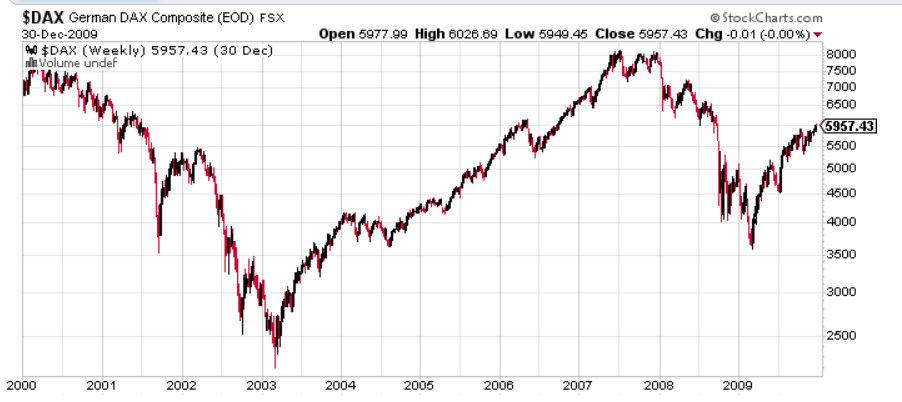 $DAX German DAX Composite (EOD) FSX
© StockCharts.com
30-Dec-2009
Open 5977.99 High 6026.69 Low 5949.45 Close 5957.43 Chg -0.01 (-0.00%)
$DAX (Weekly) 5957.43 (30 Dec)
Volume undef
8000
7500
7000
6500
5957.43
5500
5000
4500
4000
3500
3000
2500
2000 2001 2002 2003 2004 2005 2006 2007 2008 2009